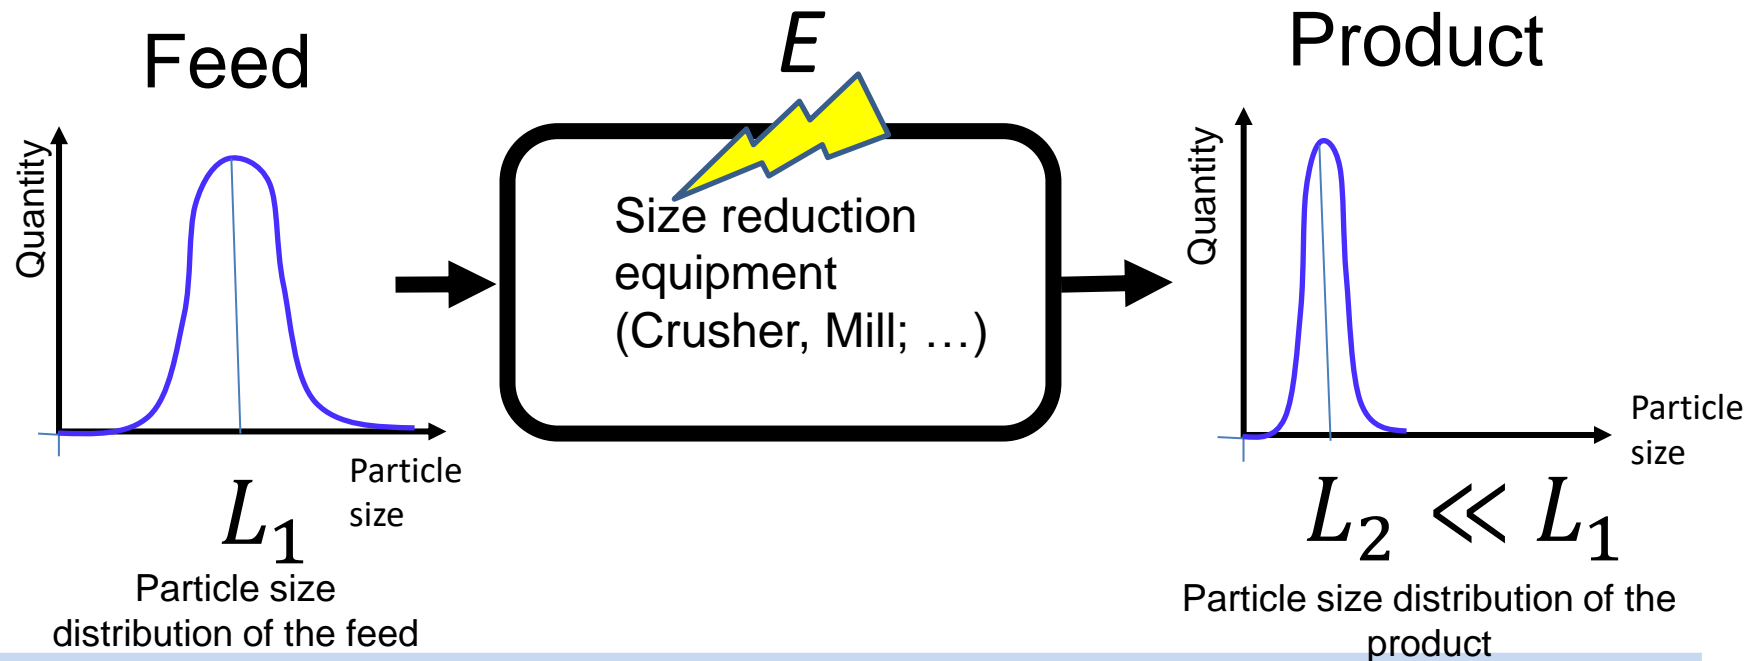 Feed
E
Product
Quantity
Particle
size
L₁
Particle size
distribution of the feed
Size reduction
equipment
(Crusher, Mill; …)
Quantity
Particle
size
L₂ ≪ L₁
Particle size distribution of the
product